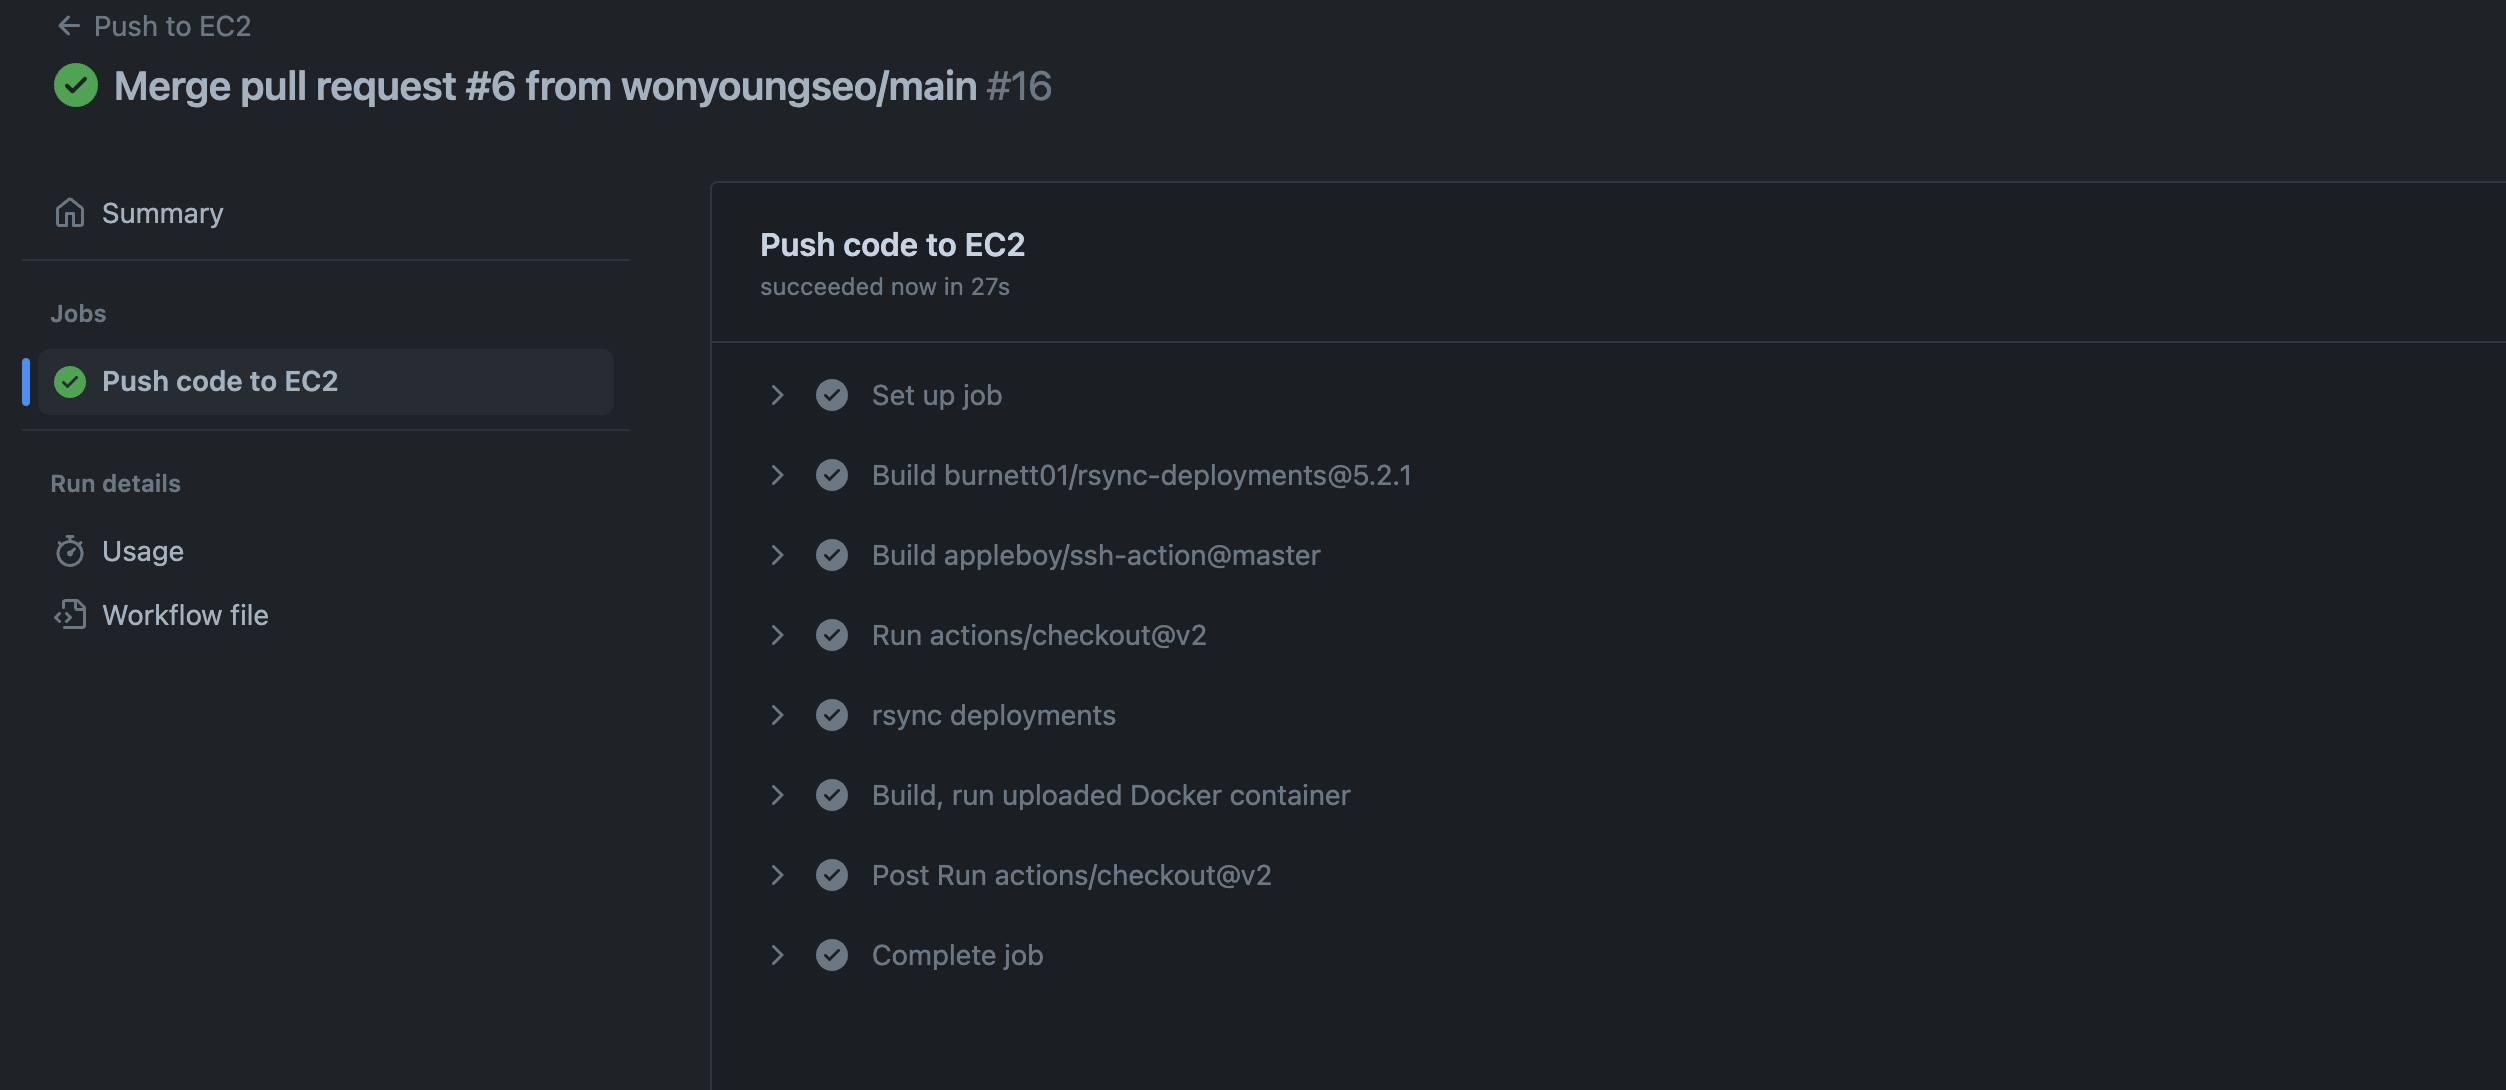 Push to EC2
Merge pull request #6 from wonyoungseo/main #16
Summary
Jobs
Push code to EC2
Run details
Usage
Workflow file
Push code to EC2
succeeded now in 27s
Set up job
Build burnett01/rsync-deployments@5.2.1
Build appleboy/ssh-action@master
Run actions/checkout@v2
rsync deployments
Build, run uploaded Docker container
Post Run actions/checkout@v2
Complete job